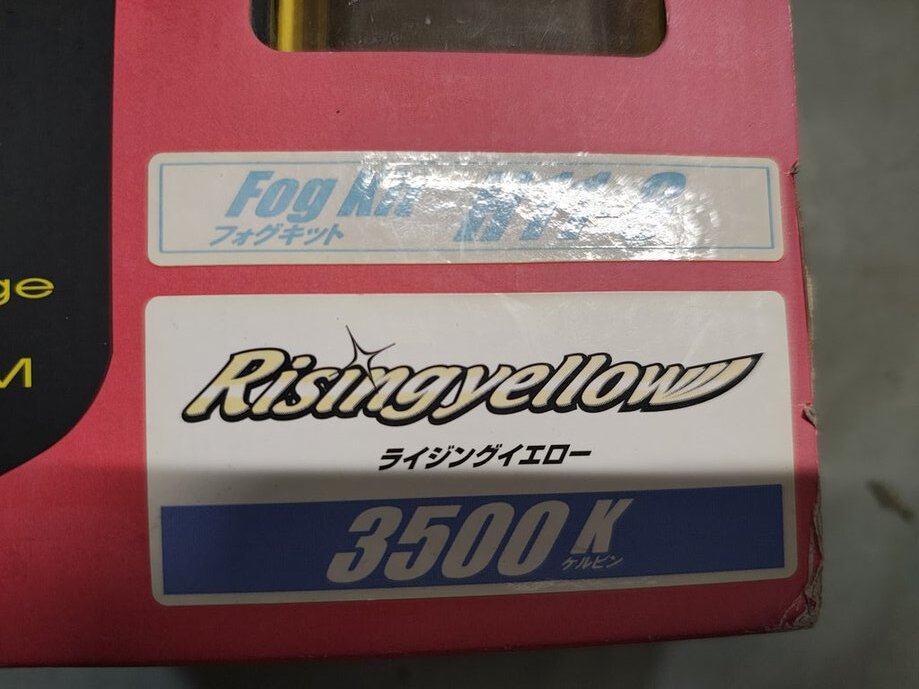 ge
M
Fog Kit
フォグキット
Risingyellow
ライジングイエロー
3500 K
ケルビン